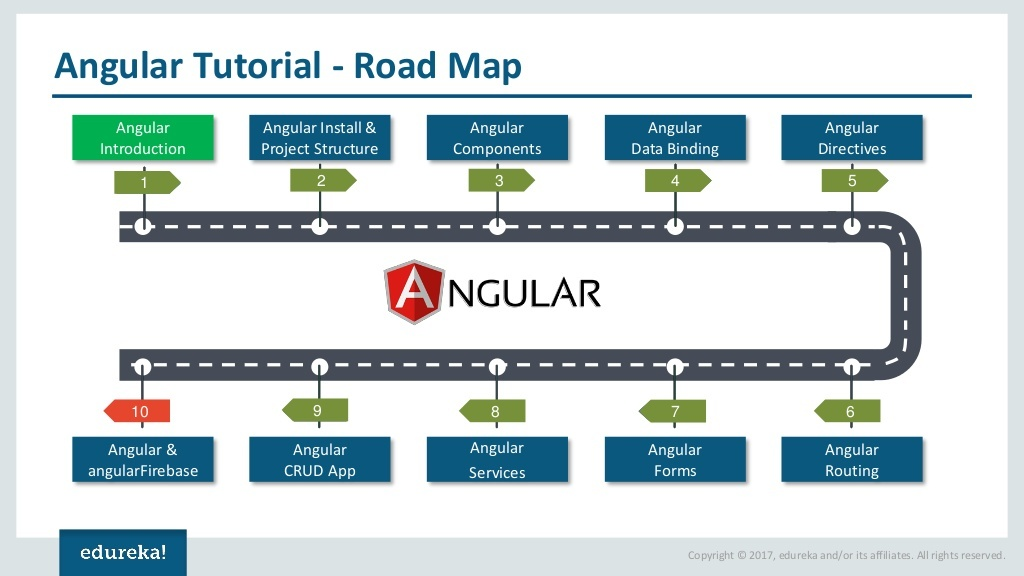 Angular Tutorial - Road Map
Angular
Introduction
Angular Install &
Project Structure
Angular
Components
Angular
Data Binding
Angular
Directives
1
2
3
4
5
ANGULAR
10
9
8
7
6
Angular &
angularFirebase
Angular
CRUD App
Angular
Services
Angular
Forms
Angular
Routing
edureka!
Copyright © 2017, edureka and/or its affiliates. All rights reserved.